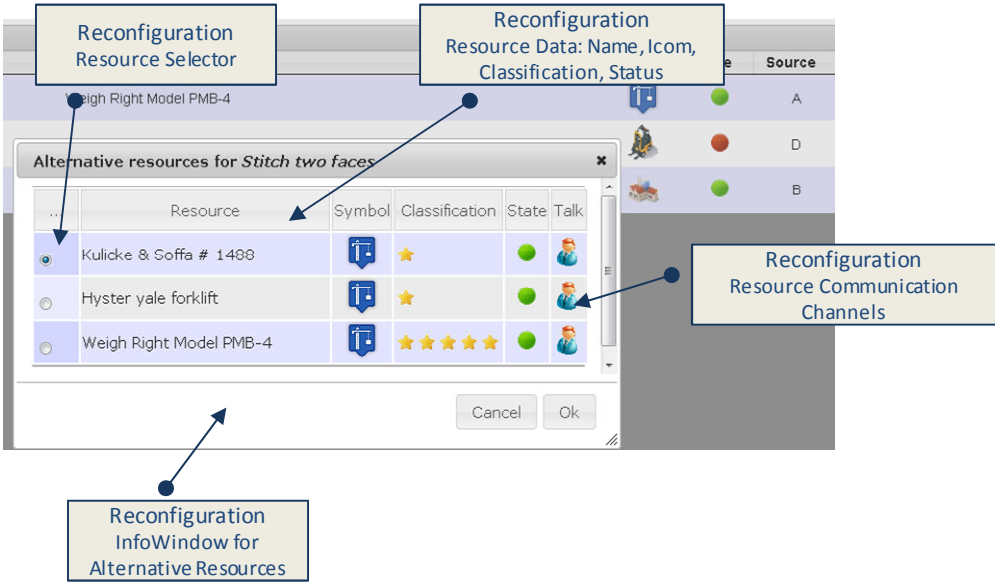 Reconfiguration
Resource Selector
Reconfiguration
Resource Data: Name, Icom,
Classification, Status
e Source
Weigh Right Model PMB-4 A
D
B
Alternative resources for Stitch two faces
... Resource Symbol Classification State Talk
Kulicke & Soffa # 1488
Hyster yale forklift
Weigh Right Model PMB-4
Cancel Ok
Reconfiguration
Resource Communication
Channels
Reconfiguration
InfoWindow for
Alternative Resources